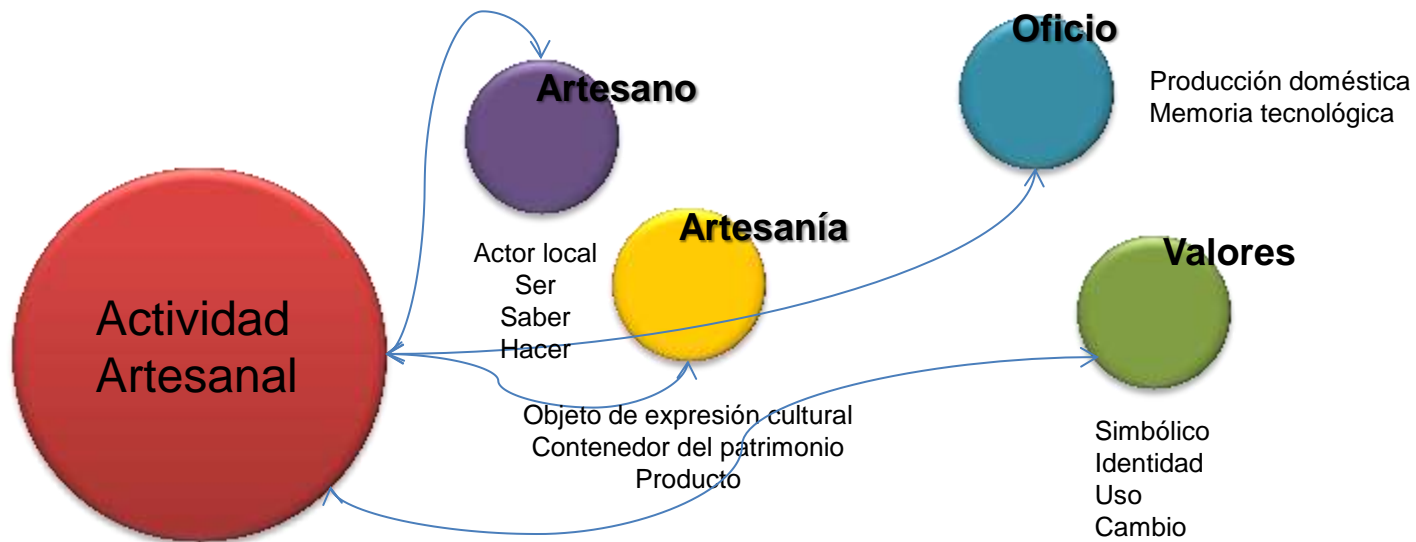 Actividad
Artesanal
Artesano
Actor local
Ser
Saber
Hacer
Artesanía
Objeto de expresión cultural
Contenedor del patrimonio
Producto
Oficio
Producción doméstica
Memoria tecnológica
Valores
Simbólico
Identidad
Uso
Cambio